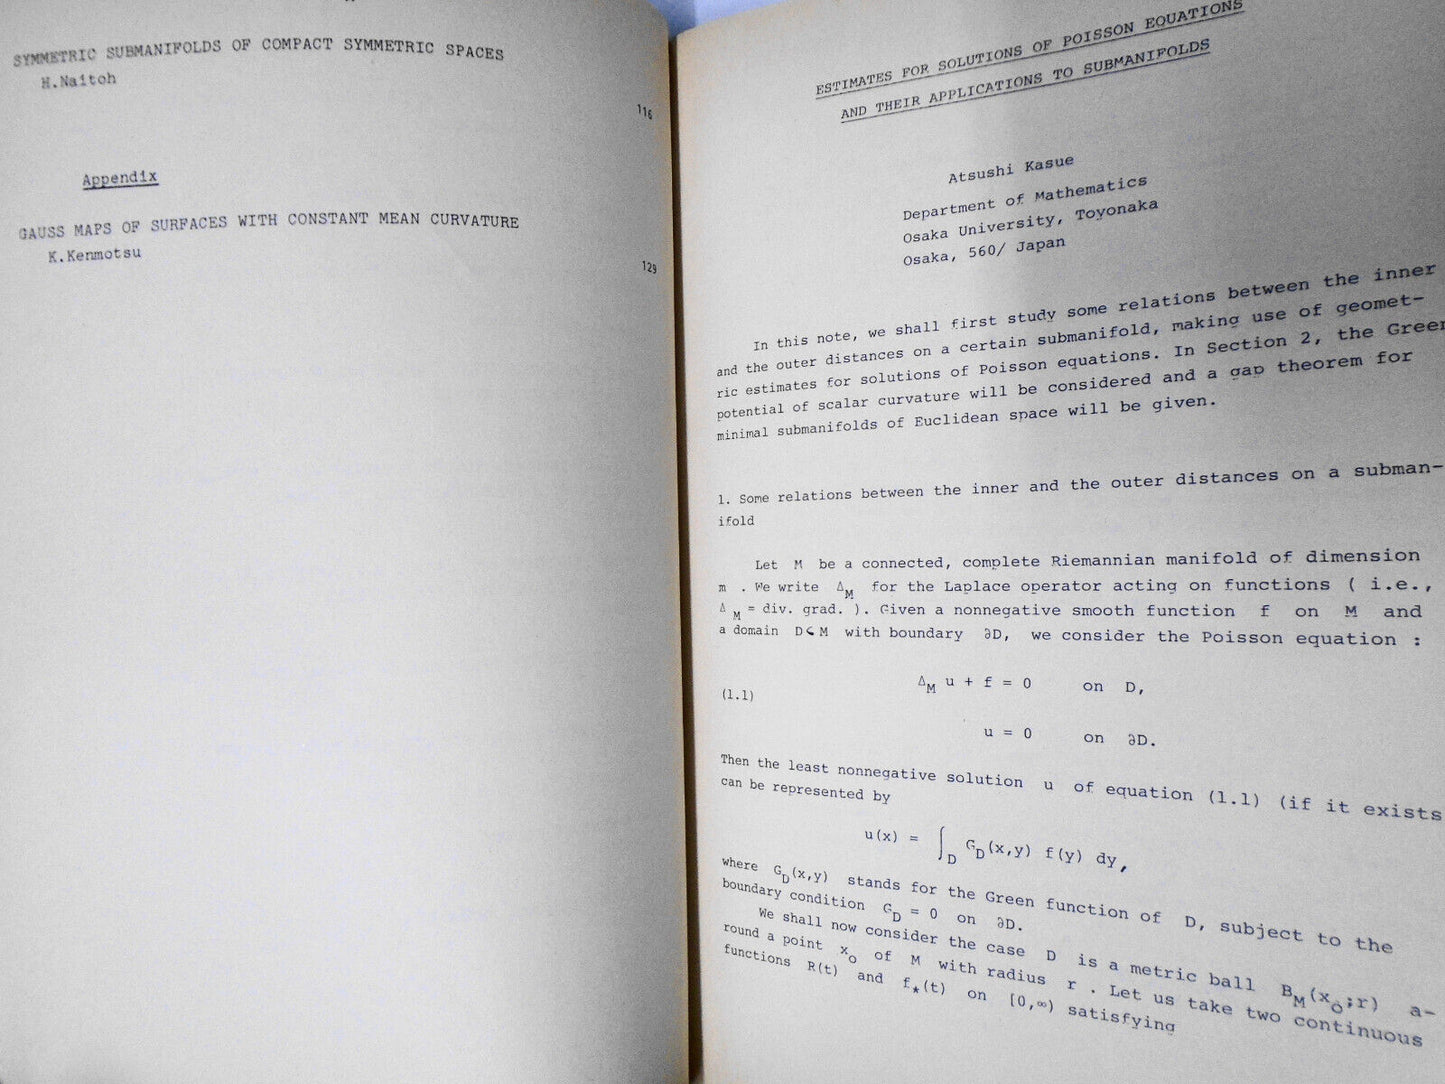 SYMMETRIC SUBMANIFOLDS OF COMPACT SYMMETRIC SPACES
H.Naitoh
116
Appendix
GAUSS MAPS OF SURFACES WITH CONSTANT MEAN CURVATURE
K.Kenmotsu
129
ESTIMATES FOR SOLUTIONS OF POISSON EQUATIONS
AND THEIR APPLICATIONS TO SUBMANIFOLDS
Atsushi Kasue
Department of Mathematics
Osaka University, Toyonaka
Osaka, 560/ Japan
In this note, we shall first study some relations between the inner
and the outer distances on a certain submanifold, making use of geomet-
ric estimates for solutions of Poisson equations. In Section 2, the Green
potential of scalar curvature will be considered and a gap theorem for
minimal submanifolds of Euclidean space will be given.
1. Some relations between the inner and the outer distances on a subman-
ifold
Let M be a connected, complete Riemannian manifold of dimension
m . We write Δ_M for the Laplace operator acting on functions ( i.e.,
Δ_M = div. grad. ). Given a nonnegative smooth function f on M and
a domain D⊂M with boundary ∂D, we consider the Poisson equation :
Δ_M u + f = 0 on D,
(1.1)
u = 0 on ∂D.
Then the least nonnegative solution u of equation (1.1) (if it exists
can be represented by
u(x) = ∫_D G_D(x,y) f(y) dy,
where G_D(x,y) stands for the Green function of D, subject to the
boundary condition G_D = 0 on ∂D.
We shall now consider the case D is a metric ball B_M(x_o;r) a-
round a point x_o of M with radius r . Let us take two continuous
functions R(t) and f_*(t) on [0,∞) satisfying